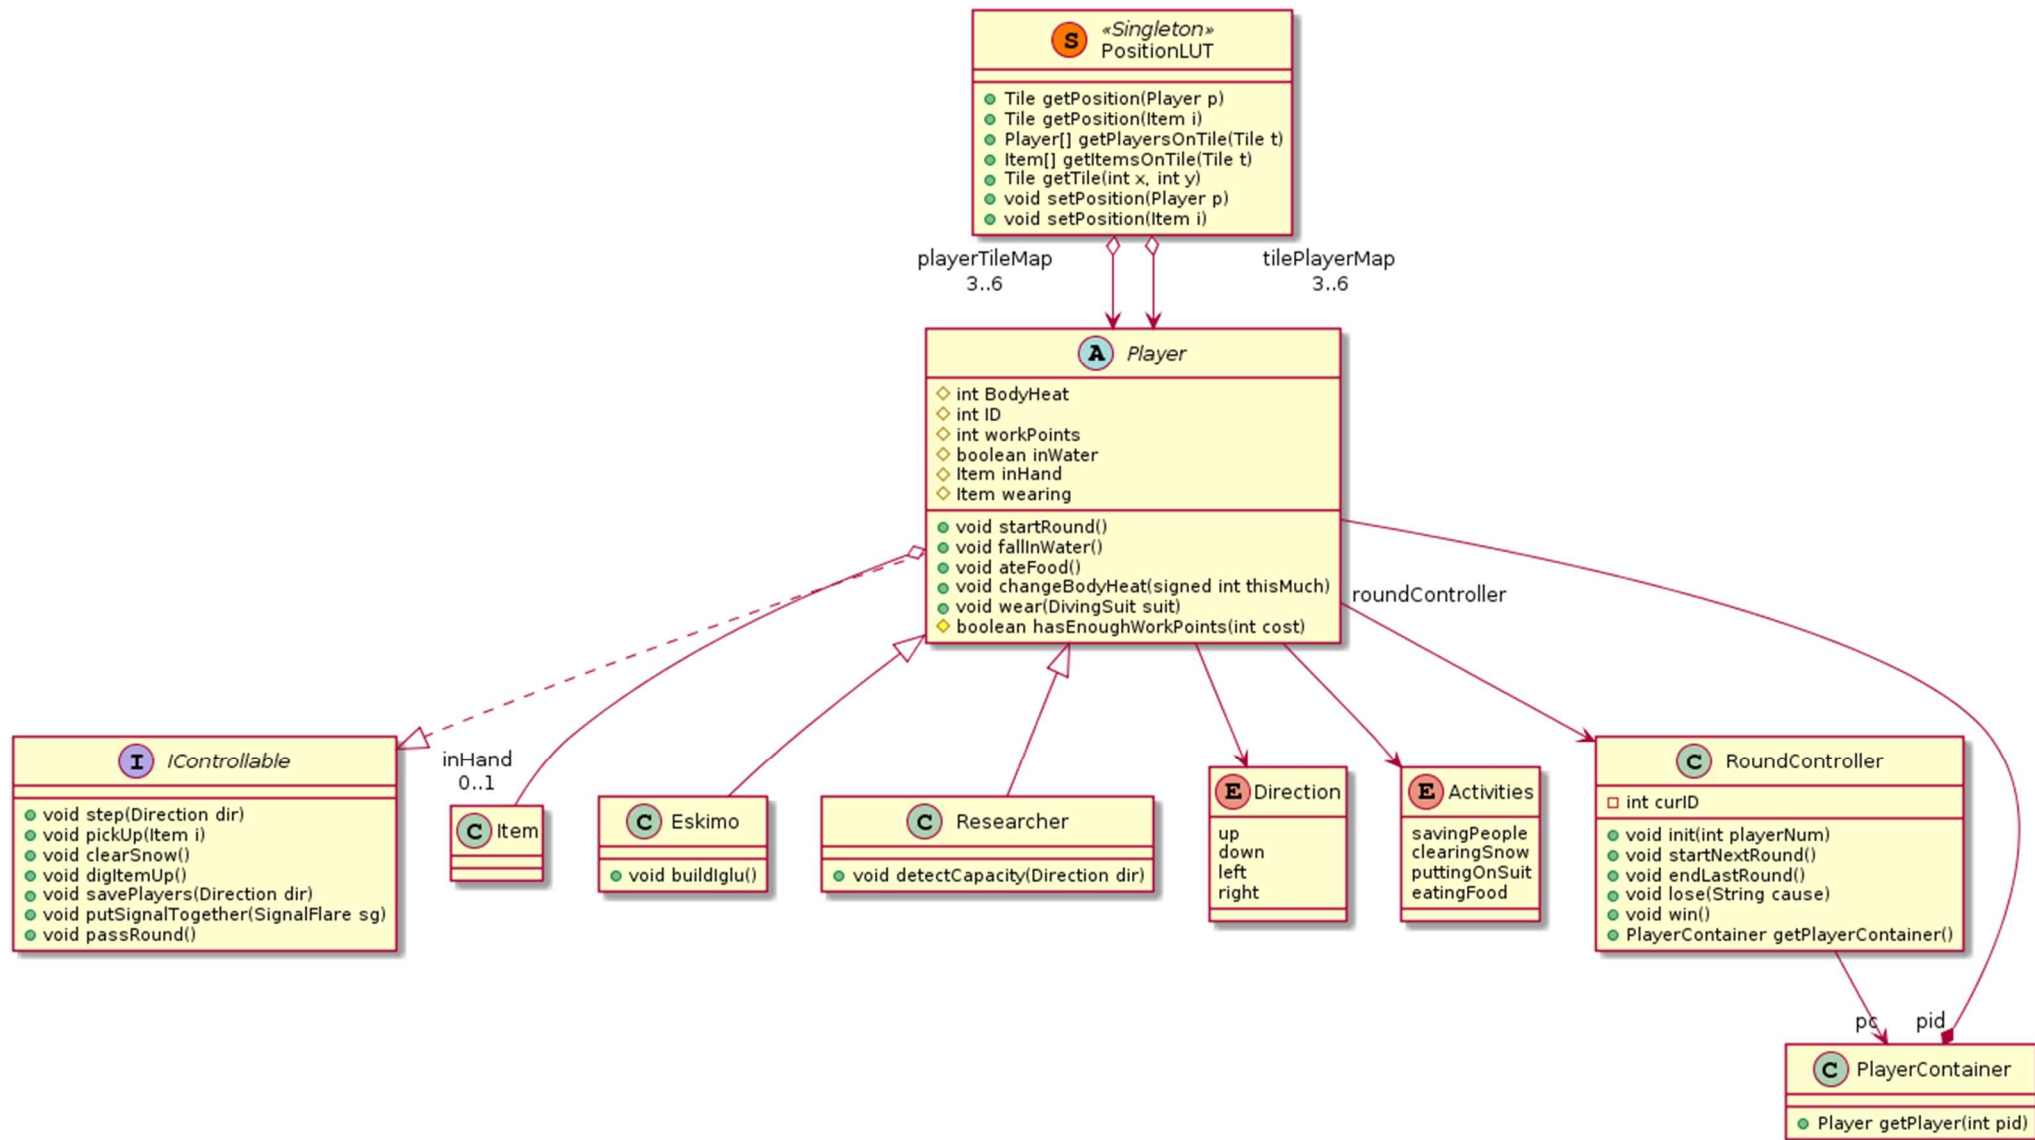 S
«Singleton»
PositionLUT
Tile getPosition(Player p)
Tile getPosition(Item i)
Player[] getPlayersOnTile(Tile t)
Item[] getItemsOnTile(Tile t)
Tile getTile(int x, int y)
void setPosition(Player p)
void setPosition(Item i)
playerTileMap
3..6
tilePlayerMap
3..6
A Player
int BodyHeat
int ID
int workPoints
boolean inWater
Item inHand
Item wearing
void startRound()
void fallInWater()
void ateFood()
void changeBodyHeat(signed int thisMuch)
void wear(DivingSuit suit)
boolean hasEnoughWorkPoints(int cost)
roundController
I IControllable
void step(Direction dir)
void pickUp(Item i)
void clearSnow()
void digItemUp()
void savePlayers(Direction dir)
void putSignalTogether(SignalFlare sg)
void passRound()
inHand
0..1
C Item
C Eskimo
void buildIglu()
C Researcher
void detectCapacity(Direction dir)
E Direction
up
down
left
right
E Activities
savingPeople
clearingSnow
puttingOnSuit
eatingFood
C RoundController
int curID
void init(int playerNum)
void startNextRound()
void endLastRound()
void lose(String cause)
void win()
PlayerContainer getPlayerContainer()
pc
pid
C PlayerContainer
Player getPlayer(int pid)